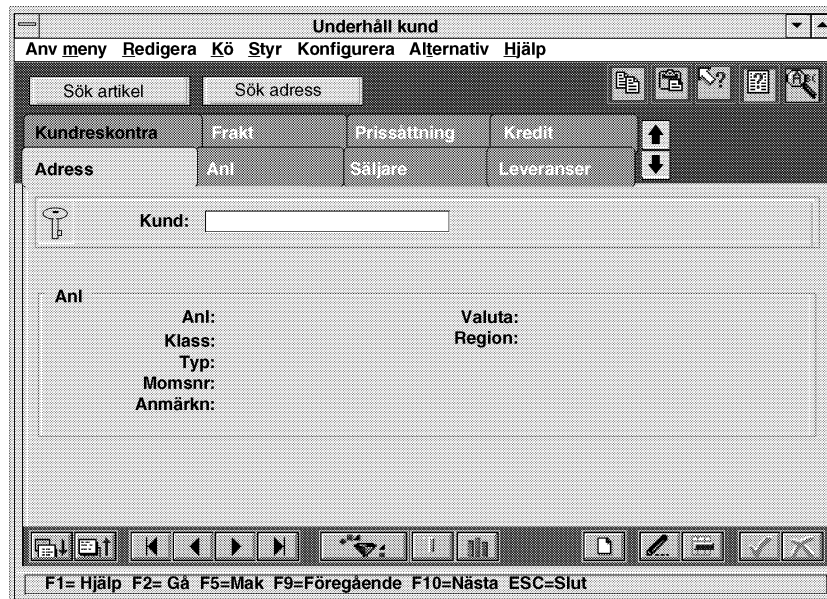 Underhåll kund
Anv meny Redigera Kö Styr Konfigurera Alternativ Hjälp
Sök artikel Sök adress
Kundreskontra Frakt Prissättning Kredit
Adress Anl Säljare Leveranser
Kund:
Anl
Anl: Valuta:
Klass: Region:
Typ:
Momsnr:
Anmärkn:
F1= Hjälp F2= Gå F5=Mak F9=Föregående F10=Nästa ESC=Slut